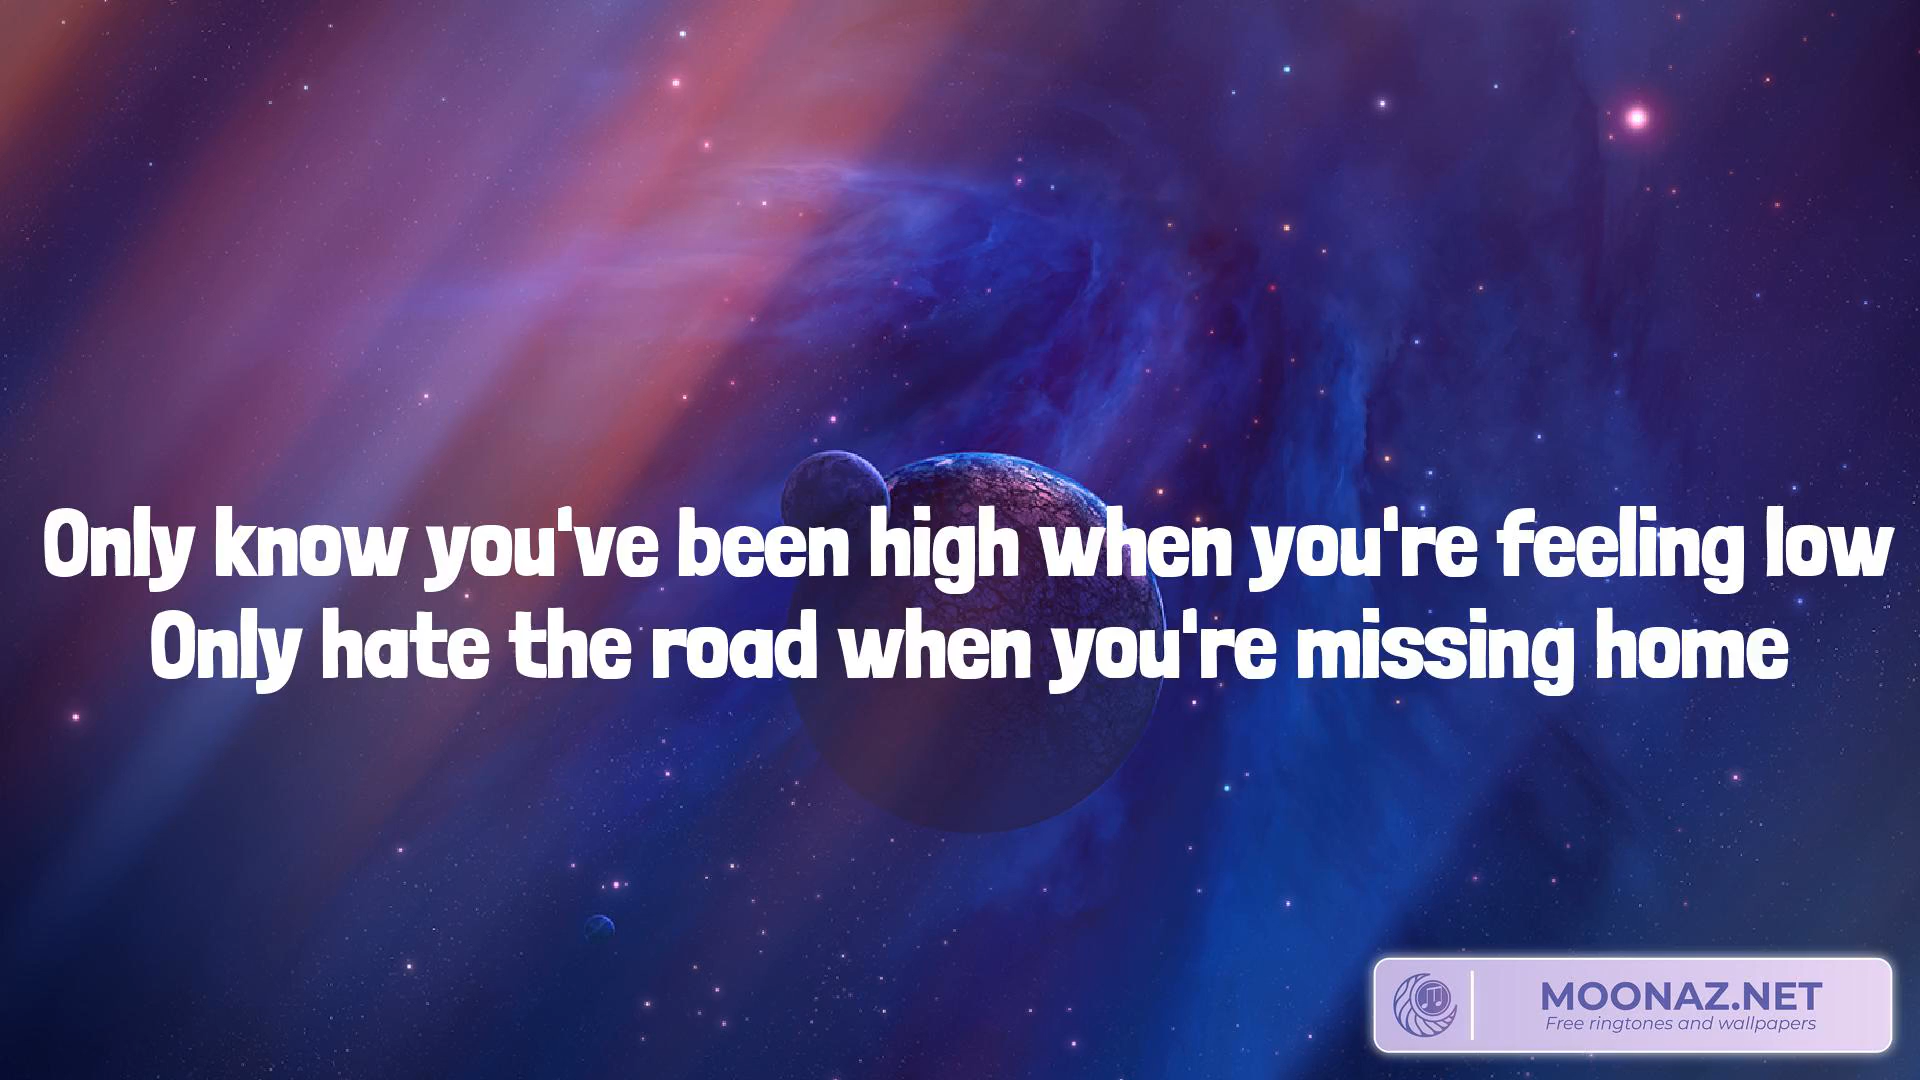 Only know you've been high when you're feeling low
Only hate the road when you're missing home
MOONAZ.NET
Free ringtones and wallpapers